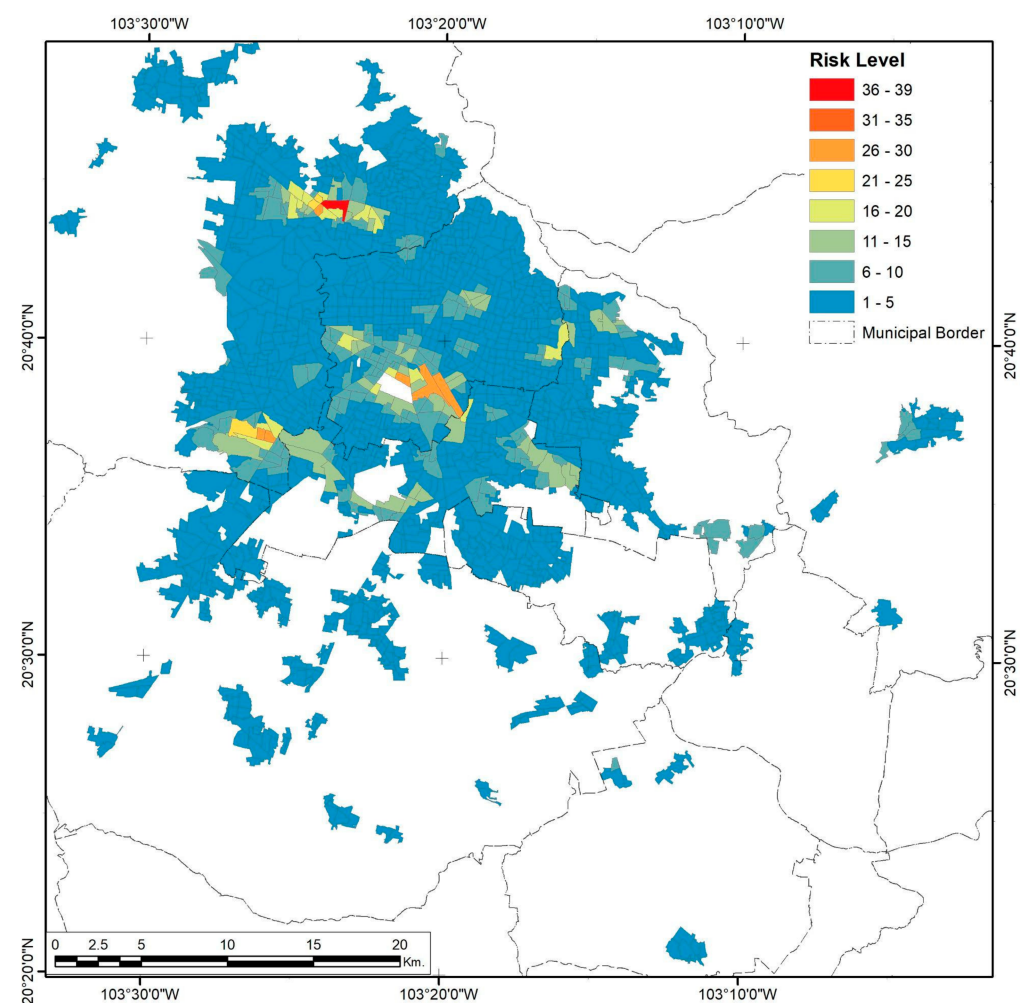 103°30'0"W 103°20'0"W 103°10'0"W
Risk Level
36 - 39
31 - 35
26 - 30
21 - 25
16 - 20
11 - 15
6 - 10
1 - 5
Municipal Border
20°40'0"N
20°40'0"N
20°30'0"N
20°30'0"N
20°20'0"N
0 2.5 5 10 15 20
Km.
103°30'0"W 103°20'0"W 103°10'0"W